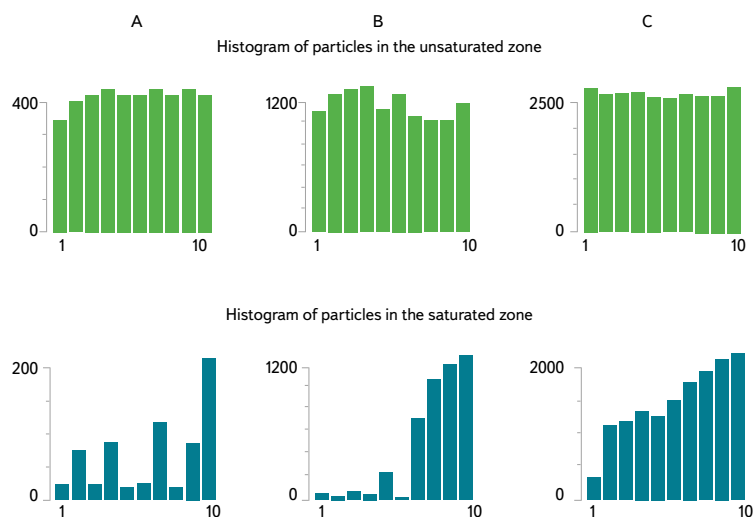 A B C
Histogram of particles in the unsaturated zone
400 1200 2500
0 0 0
1 10 1 10 1 10
Histogram of particles in the saturated zone
200 1200 2000
0 0 0
1 10 1 10 1 10